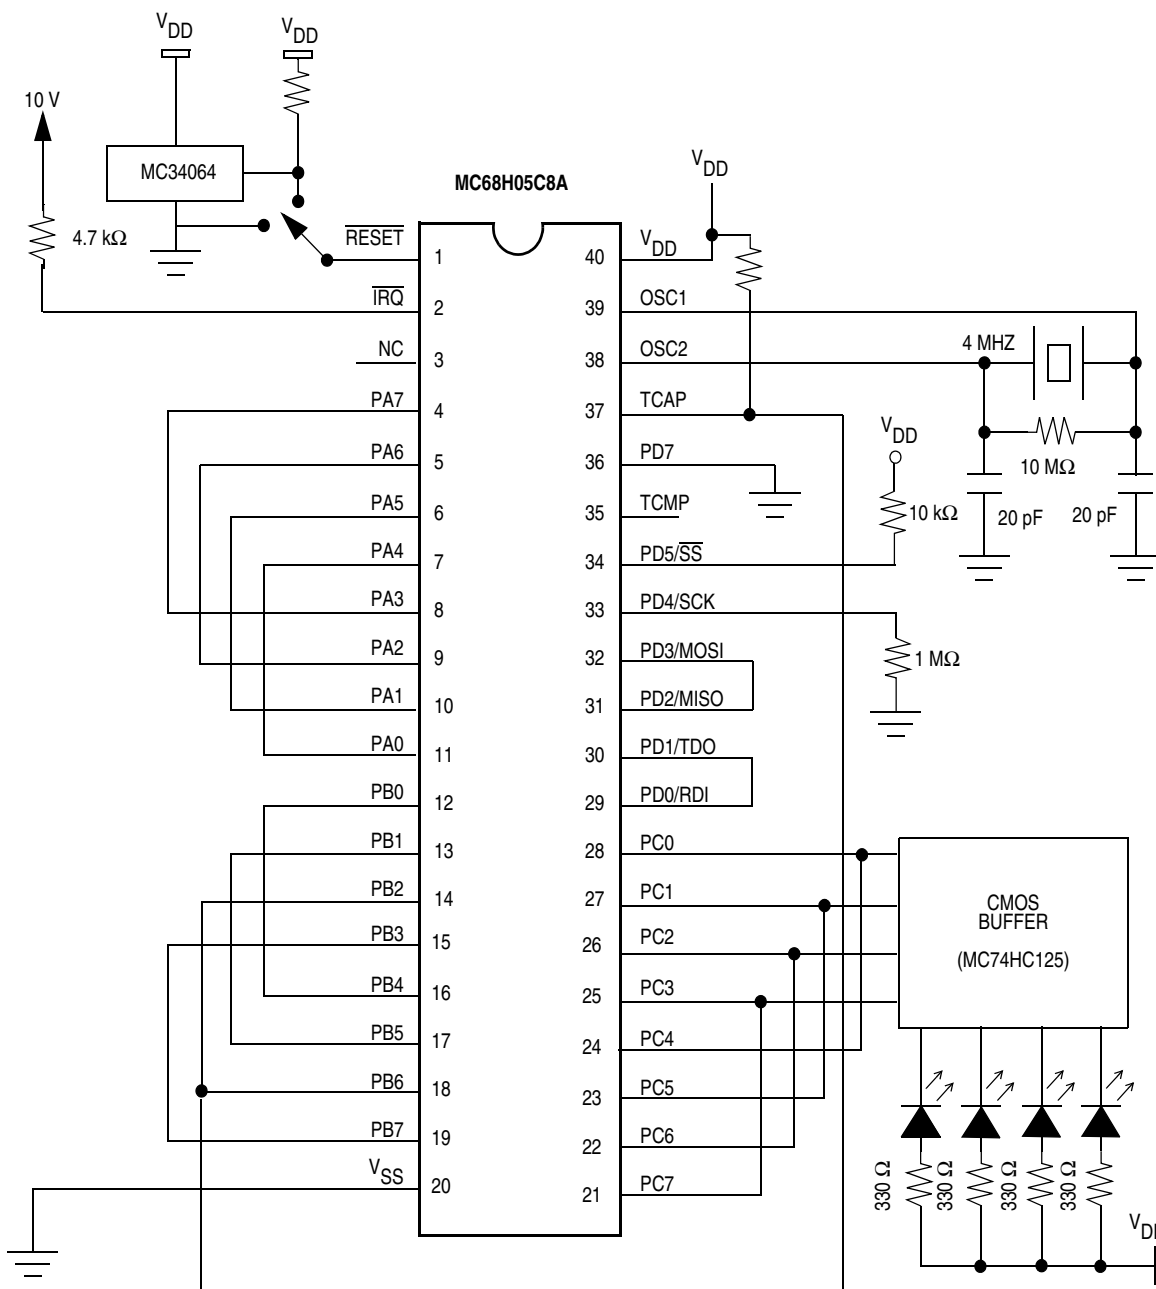 VDD
VDD
10 V
MC34064
4.7 kΩ
MC68H05C8A
RESET
IRQ
NC
PA7
PA6
PA5
PA4
PA3
PA2
PA1
PA0
PB0
PB1
PB2
PB3
PB4
PB5
PB6
PB7
VSS
1
2
3
4
5
6
7
8
9
10
11
12
13
14
15
16
17
18
19
20
40
39
38
37
36
35
34
33
32
31
30
29
28
27
26
25
24
23
22
21
VDD
VDD
OSC1
OSC2
TCAP
PD7
TCMP
PD5/SS
PD4/SCK
PD3/MOSI
PD2/MISO
PD1/TDO
PD0/RDI
PC0
PC1
PC2
PC3
PC4
PC5
PC6
PC7
4 MHZ
10 MΩ
20 pF
20 pF
VDD
10 kΩ
1 MΩ
CMOS
BUFFER
(MC74HC125)
330 Ω
330 Ω
330 Ω
330 Ω